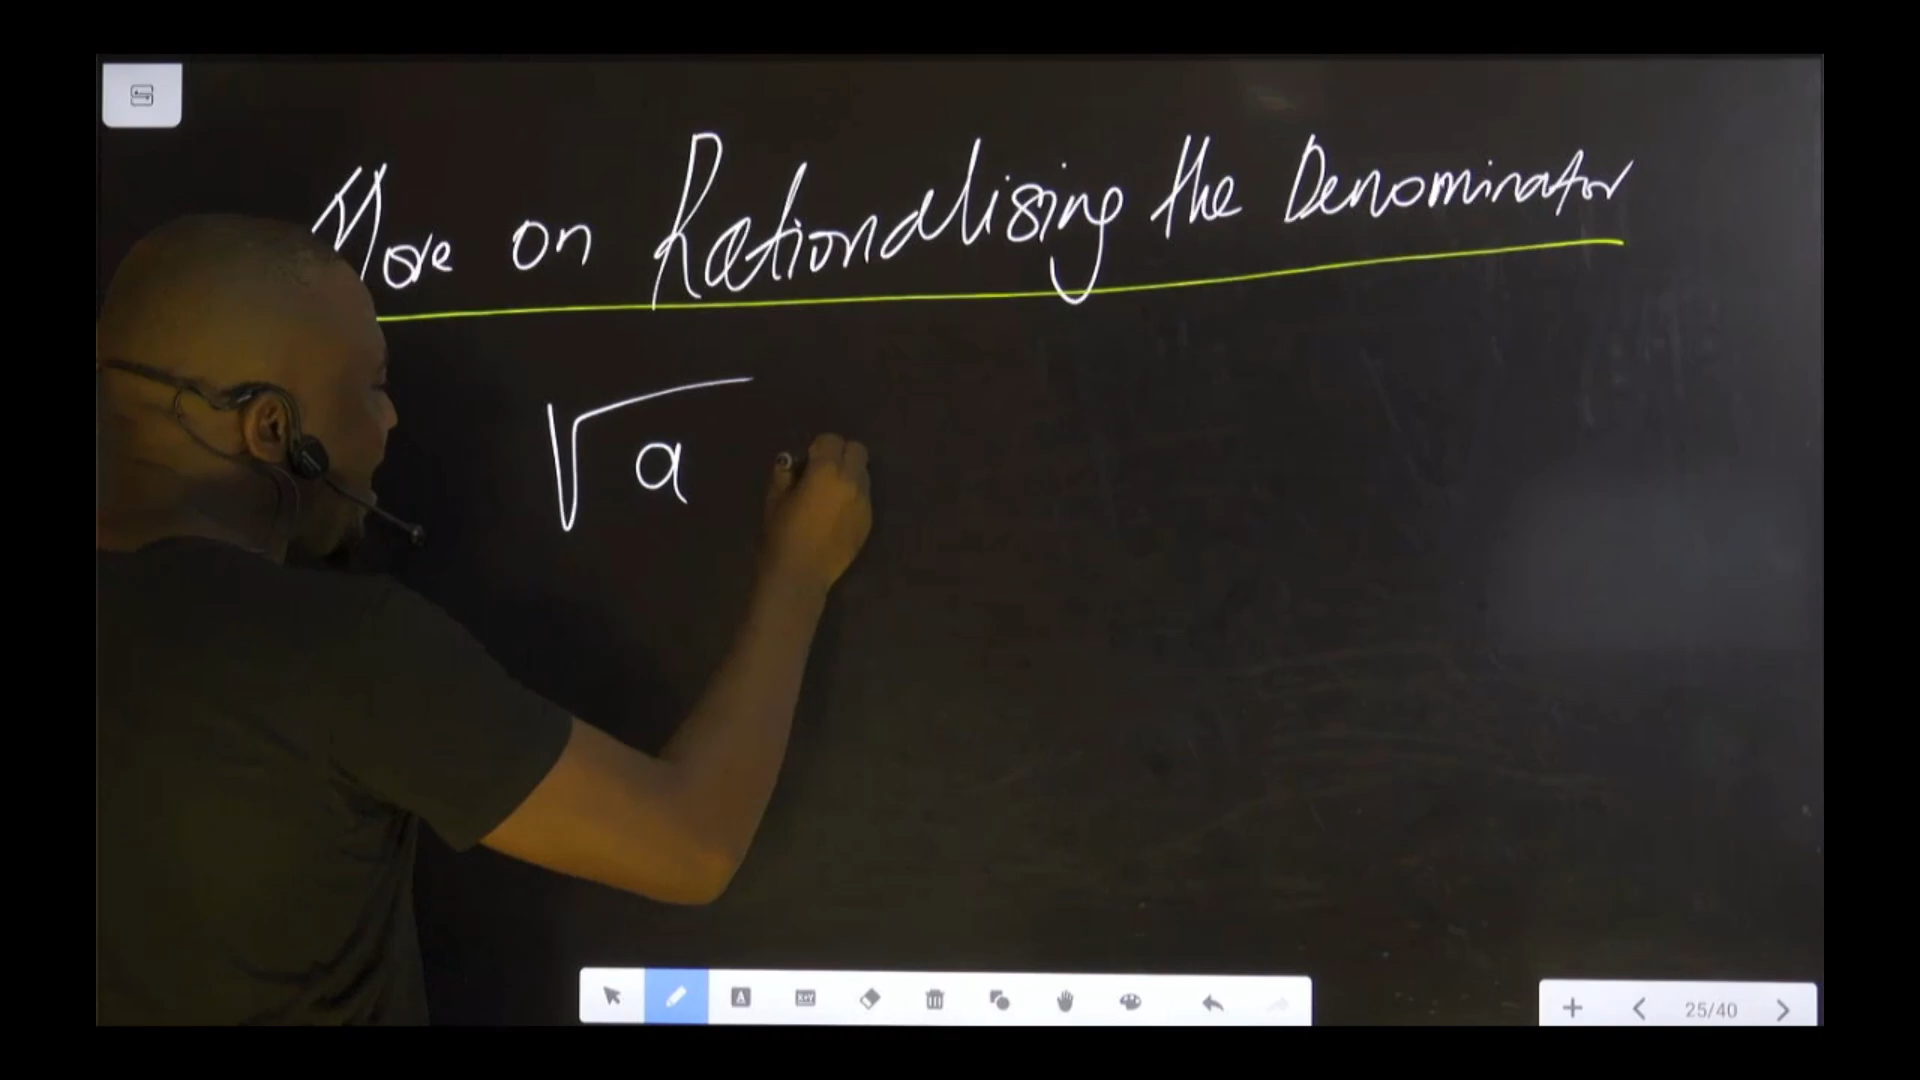 More on Rationalising the Denominator
√a
A
x+y
25/40